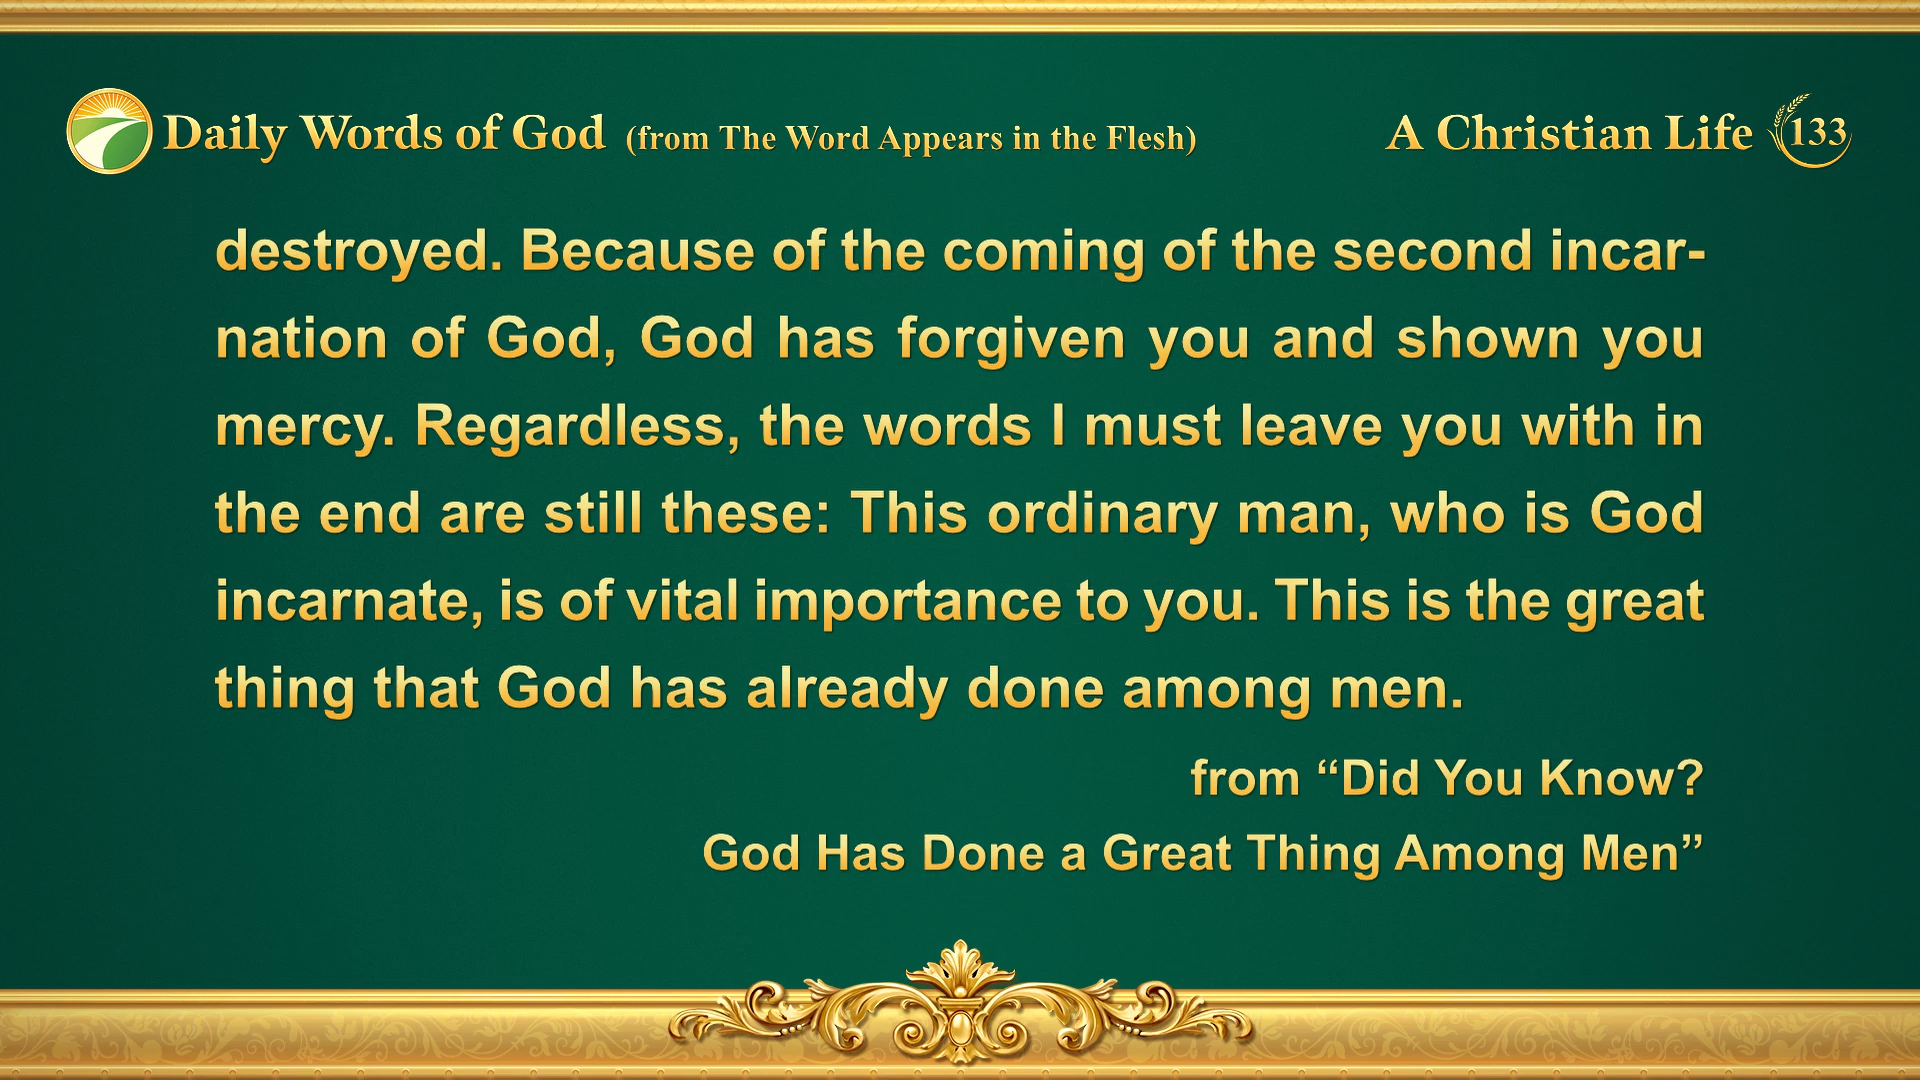 Daily Words of God (from The Word Appears in the Flesh)
A Christian Life 133
destroyed. Because of the coming of the second incar-
nation of God, God has forgiven you and shown you
mercy. Regardless, the words I must leave you with in
the end are still these: This ordinary man, who is God
incarnate, is of vital importance to you. This is the great
thing that God has already done among men.
from “Did You Know?
God Has Done a Great Thing Among Men”